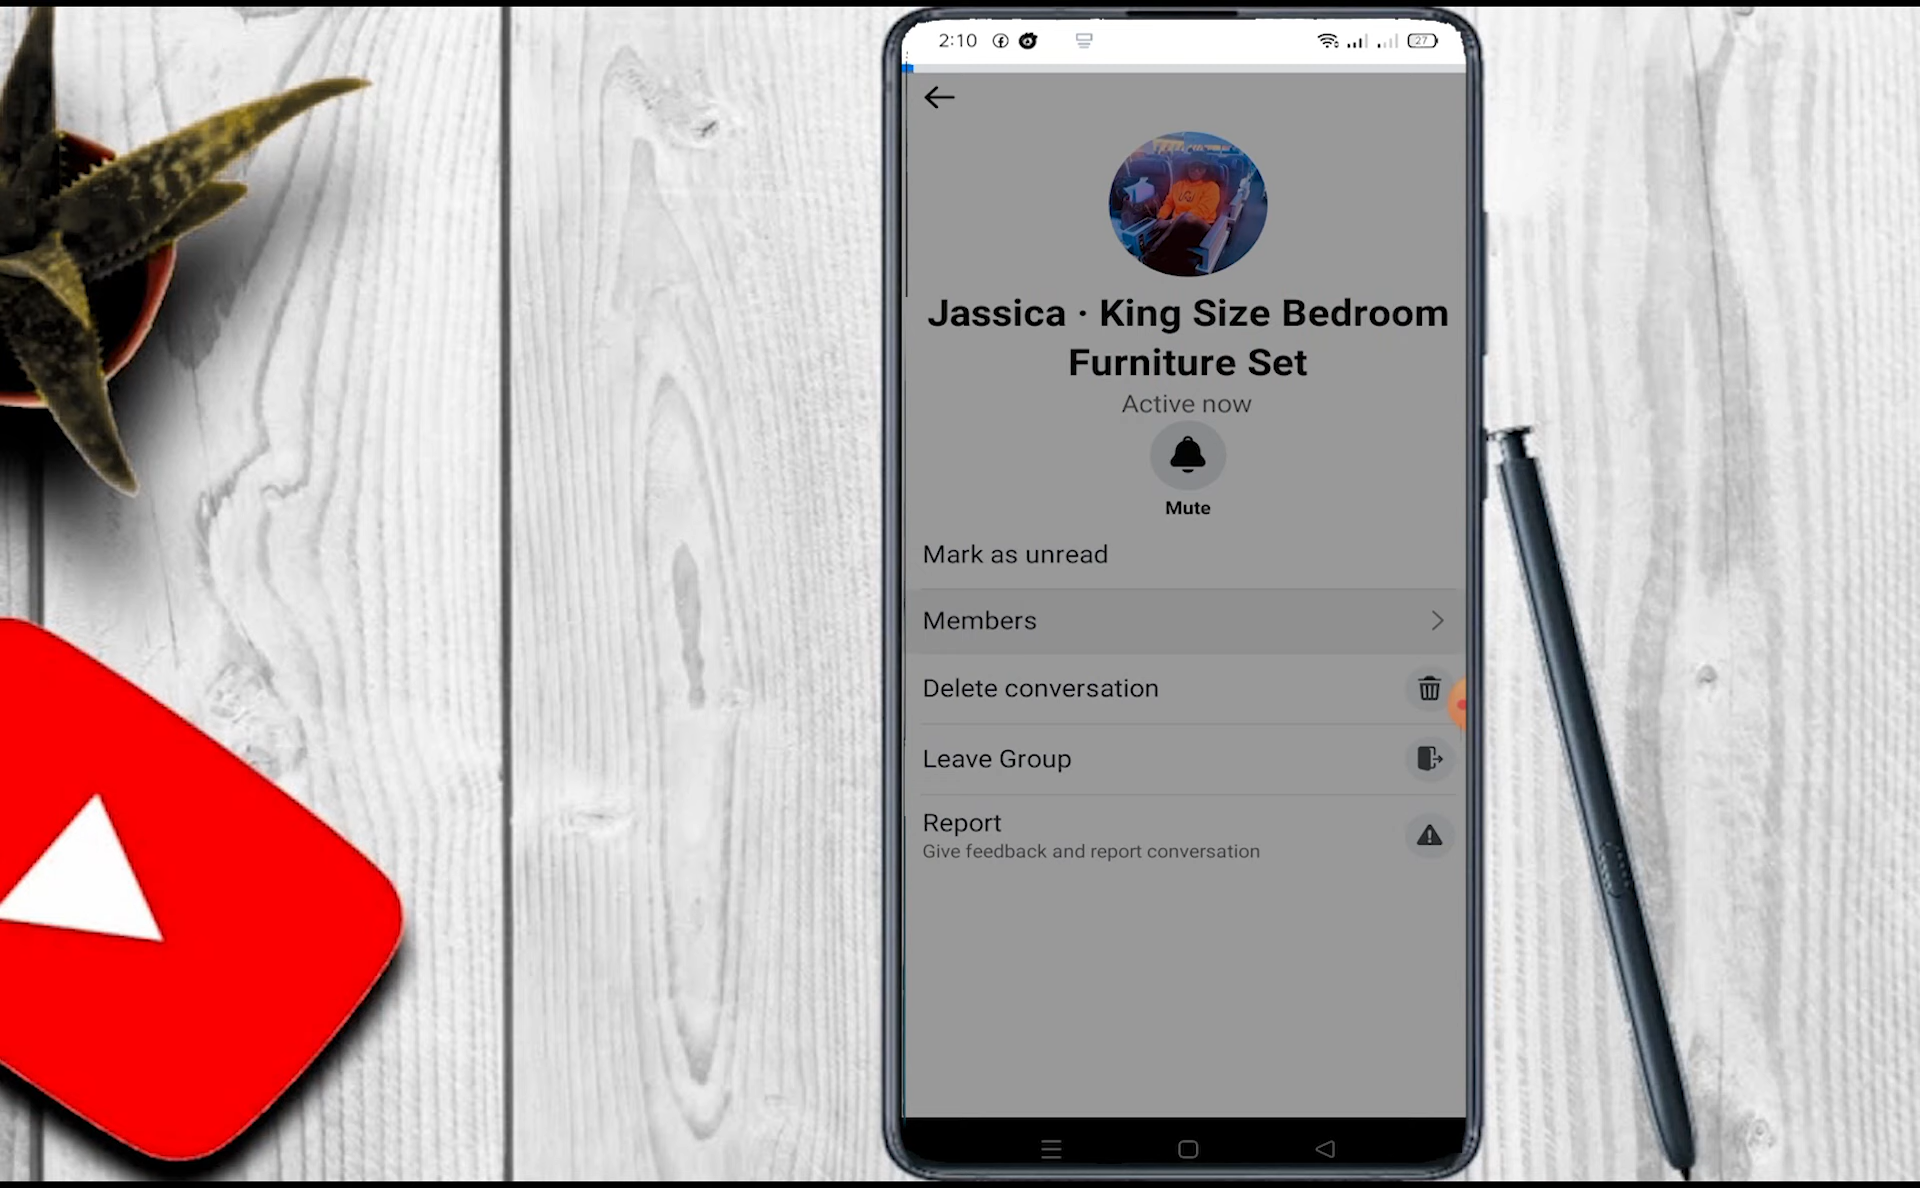 2:10
27
Jassica · King Size Bedroom
Furniture Set
Active now
Mute
Mark as unread
Members
Delete conversation
Leave Group
Report
Give feedback and report conversation